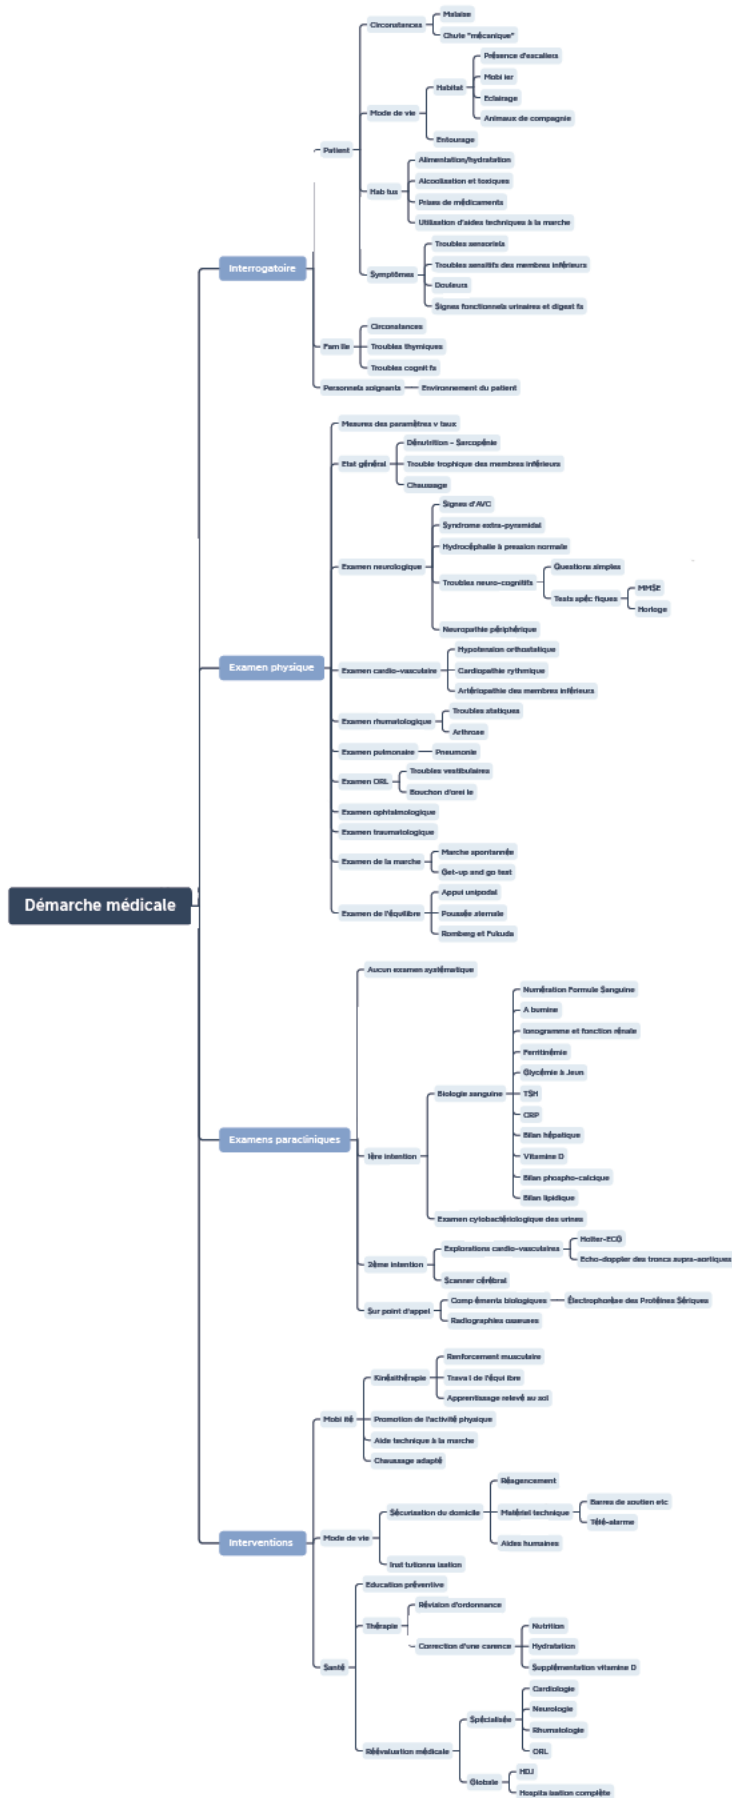 Malaise
Circonstances
Chute "mécanique"
Présence d'escaliers
Mobilier
Habitat
Eclairage
Mode de vie
Animaux de compagnie
Entourage
Patient
Alimentation/hydratation
Alcoolisation et toxiques
Habitus
Prises de médicaments
Utilisation d'aides techniques à la marche
Troubles sensoriels
Interrogatoire
Troubles sensitifs des membres inférieurs
Symptômes
Douleurs
Signes fonctionnels urinaires et digestifs
Circonstances
Famille
Troubles thymiques
Troubles cognitifs
Personnels soignants
Environnement du patient
Mesures des paramètres vitaux
Dénutrition - Sarcopénie
Etat général
Trouble trophique des membres inférieurs
Chaussage
Signes d'AVC
Syndrome extra-pyramidal
Hydrocéphalie à pression normale
Examen neurologique
Questions simples
Troubles neuro-cognitifs
MMSE
Tests spécifiques
Horloge
Neuropathie périphérique
Hypotension orthostatique
Examen physique
Examen cardio-vasculaire
Cardiopathie rythmique
Artériopathie des membres inférieurs
Troubles statiques
Examen rhumatologique
Arthrose
Examen pulmonaire
Pneumonie
Troubles vestibulaires
Examen ORL
Bouchon d'oreille
Examen ophtalmologique
Examen traumatologique
Marche spontannée
Examen de la marche
Get-up and go test
Appui unipodal
Démarche médicale
Examen de l'équilibre
Poussée sternale
Romberg et Fukuda
Aucun examen systématique
Numération Formule Sanguine
Albumine
Ionogramme et fonction rénale
Ferritinémie
Glycémie à Jeun
Biologie sanguine
TSH
CRP
Examens paracliniques
Bilan hépatique
1ère intention
Vitamine D
Bilan phospho-calcique
Bilan lipidique
Examen cytobactériologique des urines
Holter-ECG
Explorations cardio-vasculaires
Echo-doppler des troncs supra-aortiques
2ème intention
Scanner cérébral
Compléments biologiques
Électrophorèse des Protéines Sériques
Sur point d'appel
Radiographies osseuses
Renforcement musculaire
Kinésithérapie
Travail de l'équilibre
Apprentissage relevé au sol
Mobilité
Promotion de l'activité physique
Aide technique à la marche
Chaussage adapté
Réagencement
Barres de soutien etc
Sécurisation du domicile
Matériel technique
Télé-alarme
Interventions
Mode de vie
Aides humaines
Institutionnalisation
Education préventive
Révision d'ordonnance
Thérapie
Nutrition
Correction d'une carence
Hydratation
Santé
Supplémentation vitamine D
Cardiologie
Neurologie
Spécialisée
Rhumatologie
Réévaluation médicale
ORL
HDJ
Globale
Hospitalisation complète